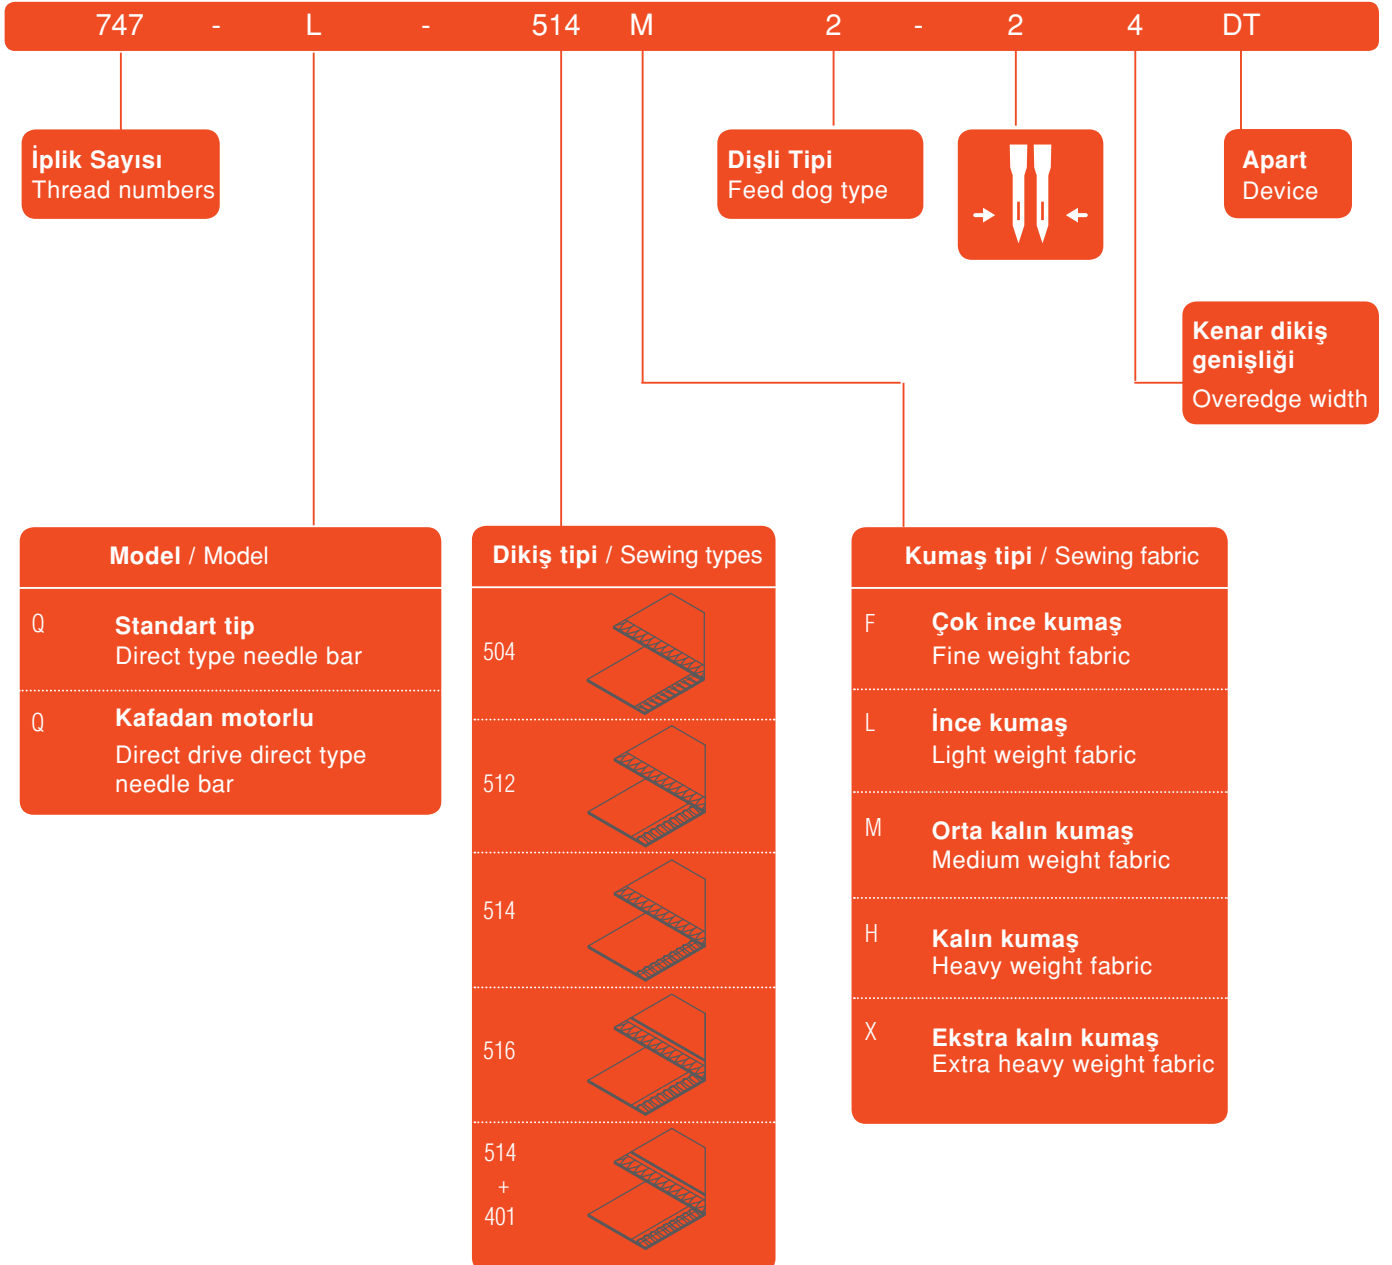 747 - L - 514 M 2 - 2 4 DT
İplik Sayısı
Thread numbers
Dişli Tipi
Feed dog type
Apart
Device
Kenar dikiş
genişliği
Overedge width
Model / Model
Q
Standart tip
Direct type needle bar
Q
Kafadan motorlu
Direct drive direct type
needle bar
Dikiş tipi / Sewing types
504
512
514
516
514
+
401
Kumaş tipi / Sewing fabric
F
Çok ince kumaş
Fine weight fabric
L
İnce kumaş
Light weight fabric
M
Orta kalın kumaş
Medium weight fabric
H
Kalın kumaş
Heavy weight fabric
X
Ekstra kalın kumaş
Extra heavy weight fabric